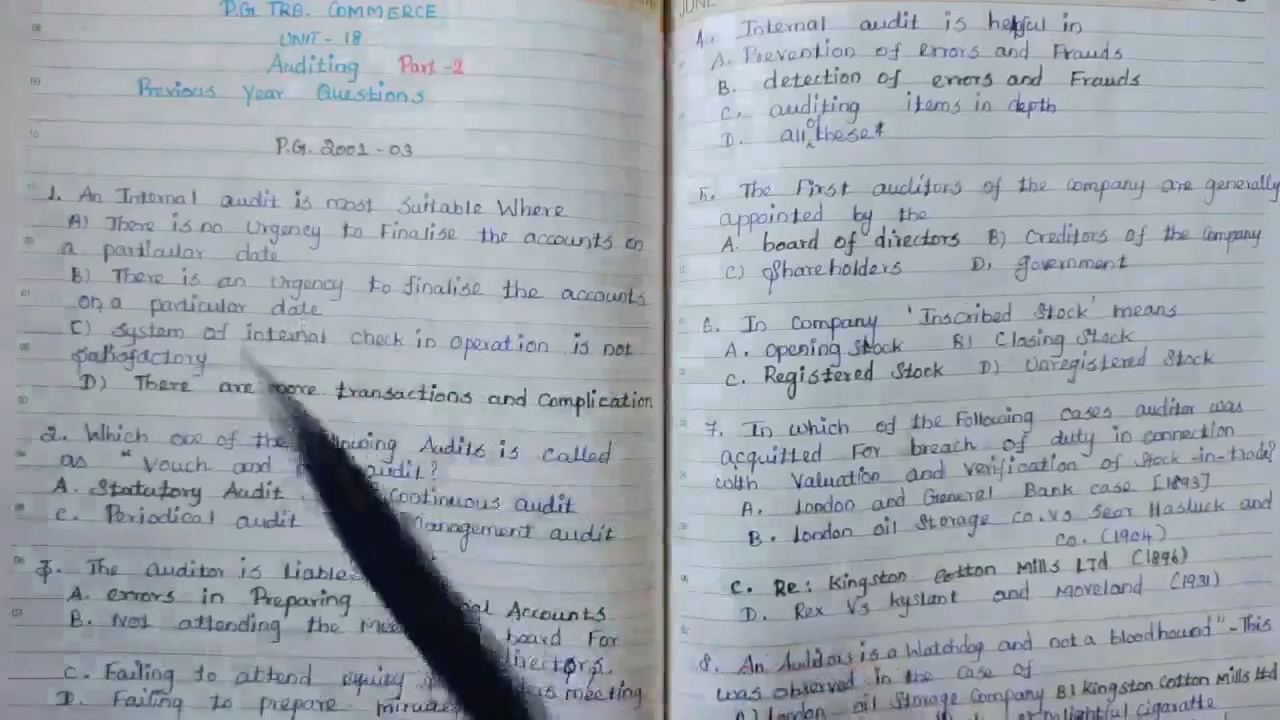 P.G TRB. COMMERCE
UNIT - 18
Auditing Part -2
Previous Year Questions
P.G. 2001 - 03
1. An Internal audit is most Suitable Where
A) There is no Urgency to Finalise the accounts on
a particular date
B) There is an Urgency to finalise the accounts
on a particular date
C) System of internal check in operation is not
Satisfactory
D) There are more transactions and Complication
2. Which one of the Following Audits is called
as "Vouch and audit?
A. Statutory Audit continuous audit
C. Periodical audit management audit
3. The auditor is Liable
A. errors in Preparing Accounts
B. Not attending the board For
directors.
C. Failing to attend meeting
D. Failing to prepare
JUNE
4. Internal audit is helpful in
A. Prevention of errors and Frauds
B. detection of errors and Frauds
C. auditing items in depth
D. all of these
5. The First auditors of the company are generally
appointed by the
A. board of directors B) Creditors of the Company
C) Shareholders D, government
6. In Company 'Inscribed Stock' means
A. Opening Stock B) Closing Stock
C. Registered Stock D) Unregistered Stock
7. In which of the Following cases auditor was
acquitted For breach of duty in connection
with Valuation and verification of Stock-in-trade?
A. London and General Bank case [1893]
B. London oil Storage Co. Vs Sear Hasluck and
Co. (1904)
C. Re: Kingston Cotton Mills LTd (1896)
D. Rex Vs Kyslant and Moveland (1931)
8. An Auditor is a Watchdog and not a bloodhound" - This
was observed in the case of
A) London oil Storage Company B) Kingston Cotton Mills Ltd
cigaratte